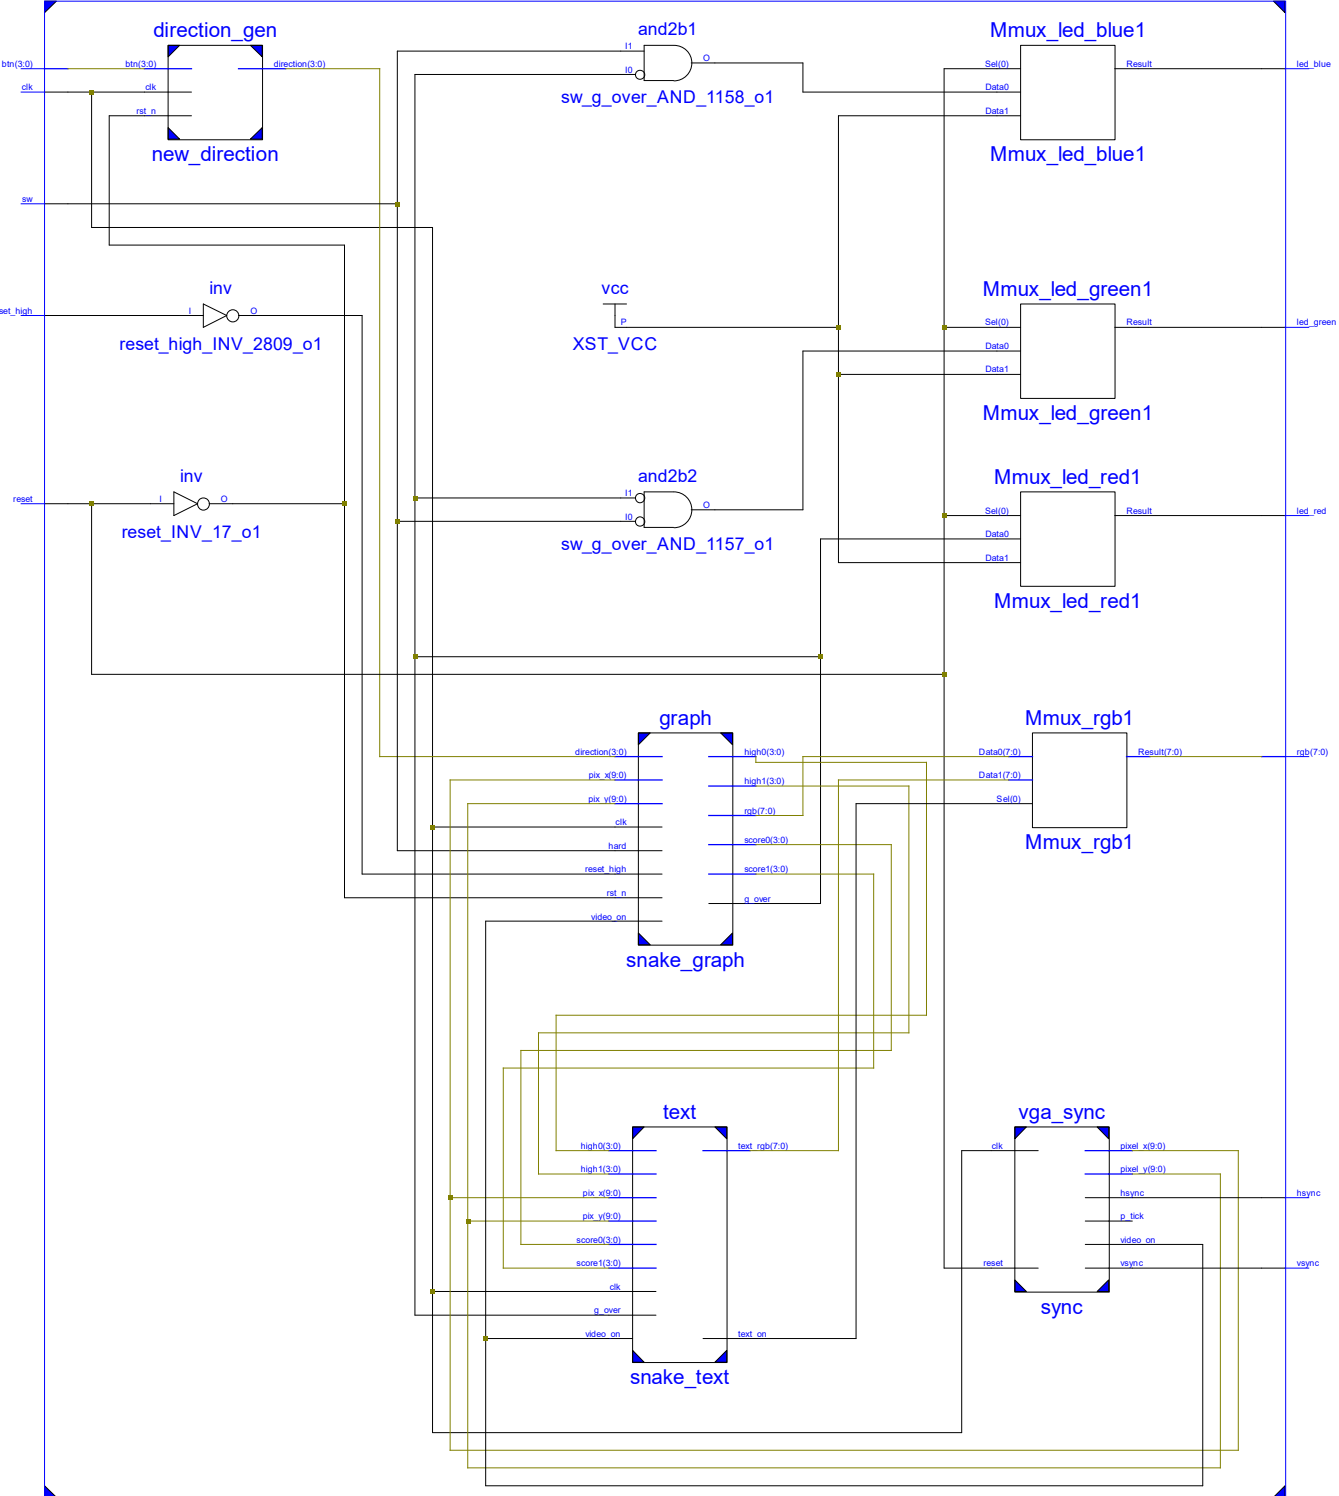 direction_gen
btn(3:0)
btn(3:0)
direction(3:0)
clk
clk
rst_n
new_direction
and2b1
I1
I0
O
sw_g_over_AND_1158_o1
Mmux_led_blue1
Sel(0)
Data0
Data1
Result
led_blue
Mmux_led_blue1
sw
inv
set_high
I
O
reset_high_INV_2809_o1
vcc
P
XST_VCC
Mmux_led_green1
Sel(0)
Data0
Data1
Result
led_green
Mmux_led_green1
inv
reset
I
O
reset_INV_17_o1
and2b2
I1
I0
O
sw_g_over_AND_1157_o1
Mmux_led_red1
Sel(0)
Data0
Data1
Result
led_red
Mmux_led_red1
graph
direction(3:0)
pix_x(9:0)
pix_y(9:0)
clk
hard
reset_high
rst_n
video_on
high0(3:0)
high1(3:0)
rgb(7:0)
score0(3:0)
score1(3:0)
g_over
snake_graph
Mmux_rgb1
Data0(7:0)
Data1(7:0)
Sel(0)
Result(7:0)
rgb(7:0)
Mmux_rgb1
text
high0(3:0)
high1(3:0)
pix_x(9:0)
pix_y(9:0)
score0(3:0)
score1(3:0)
clk
g_over
video_on
text_rgb(7:0)
text_on
snake_text
vga_sync
clk
reset
pixel_x(9:0)
pixel_y(9:0)
hsync
p_tick
video_on
vsync
hsync
vsync
sync